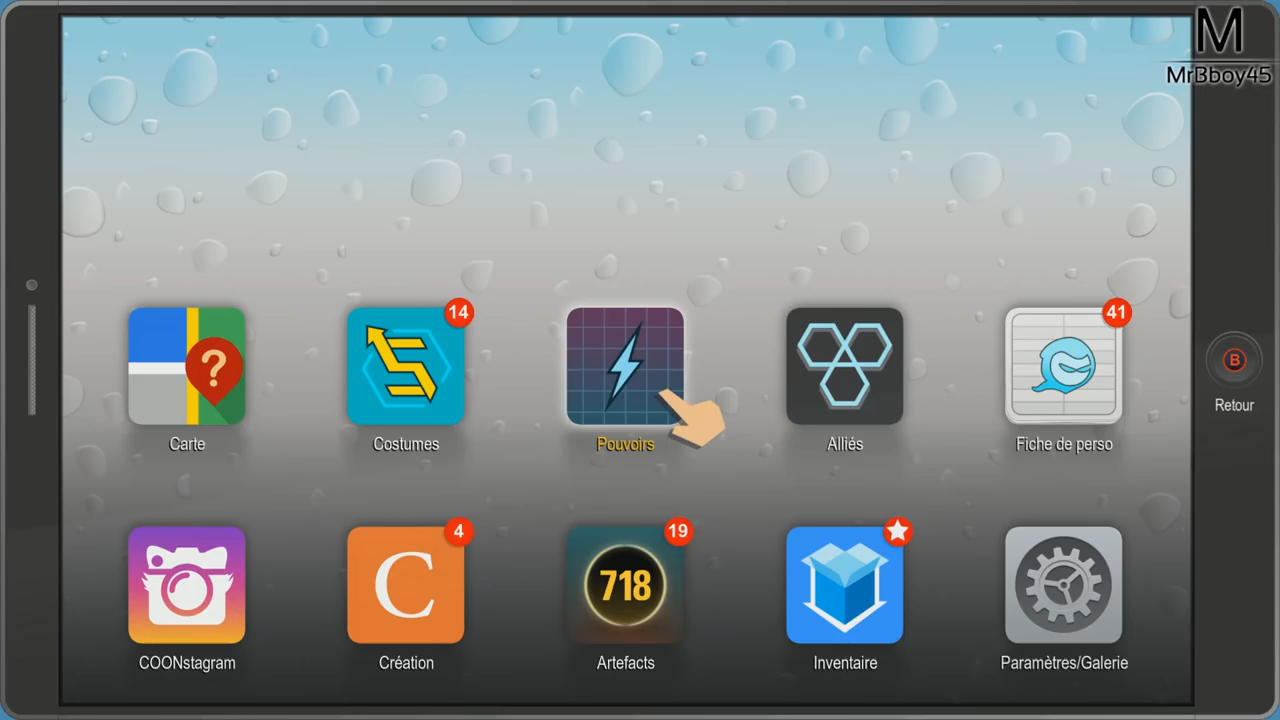 M
MrBboy45
14
41
?
B
Retour
Carte
Costumes
Pouvoirs
Alliés
Fiche de perso
4
19
C
718
COONstagram
Création
Artefacts
Inventaire
Paramètres/Galerie